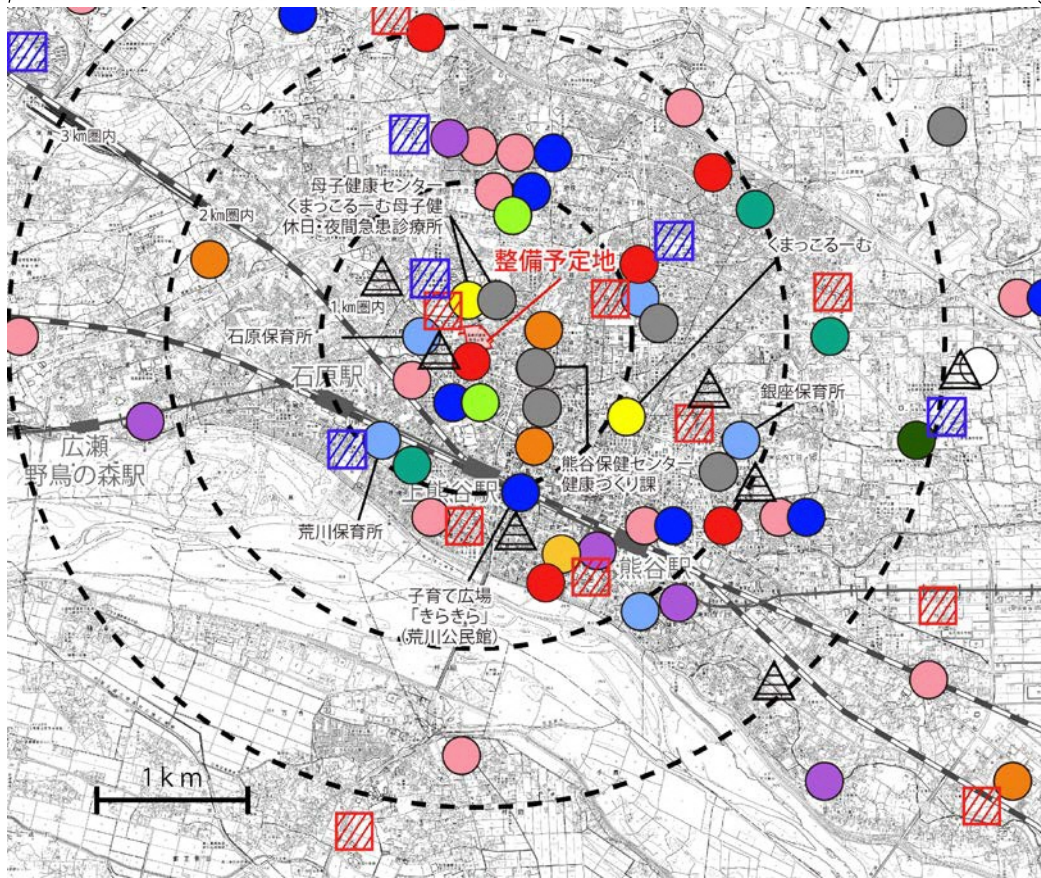 3km圏内
2km圏内
母子健康センター
くまっこるーむ母子健
休日・夜間急患診療所
くまっこるーむ
整備予定地
1km圏内
石原保育所
石原駅
銀座保育所
広瀬
野鳥の森駅
上熊谷駅
熊谷保健センター
健康づくり課
荒川保育所
熊谷駅
子育て広場
「きらきら」
(荒川公民館)
1km